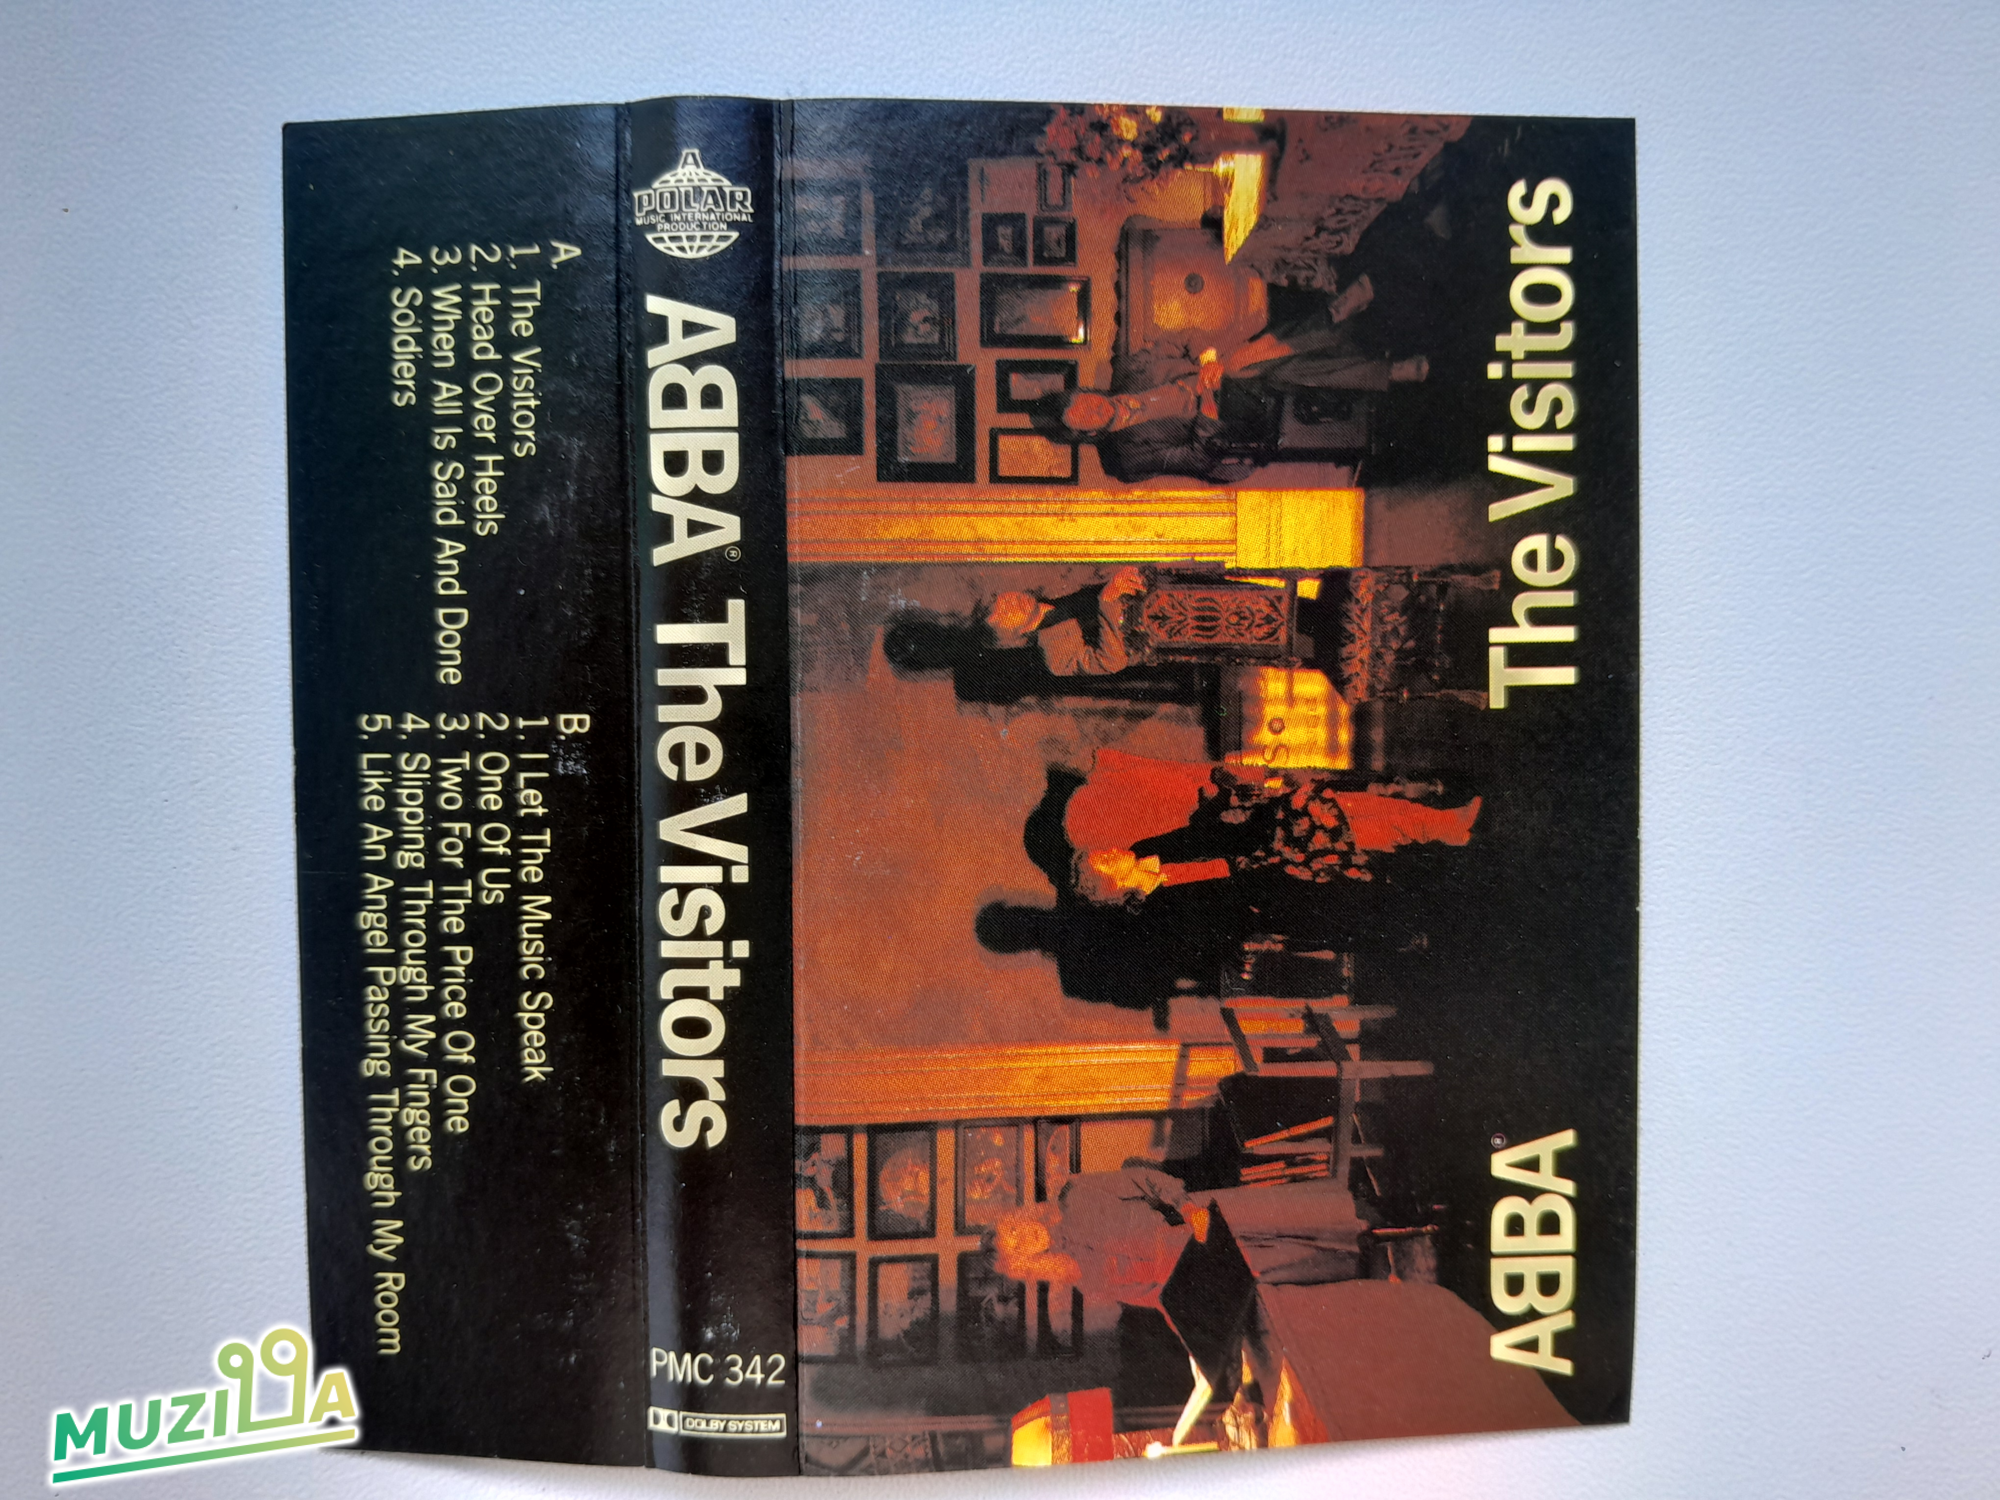 A.
1. The Visitors
2. Head Over Heels
3. When All Is Said And Done
4. Soldiers
B.
1. I Let The Music Speak
2. One Of Us
3. Two For The Price Of One
4. Slipping Through My Fingers
5. Like An Angel Passing Through My Room
A
POLAR
MUSIC INTERNATIONAL
PRODUCTION
ABBA® The Visitors
PMC 342
DOLBY SYSTEM
The Visitors
ABBA®
MUZILLA